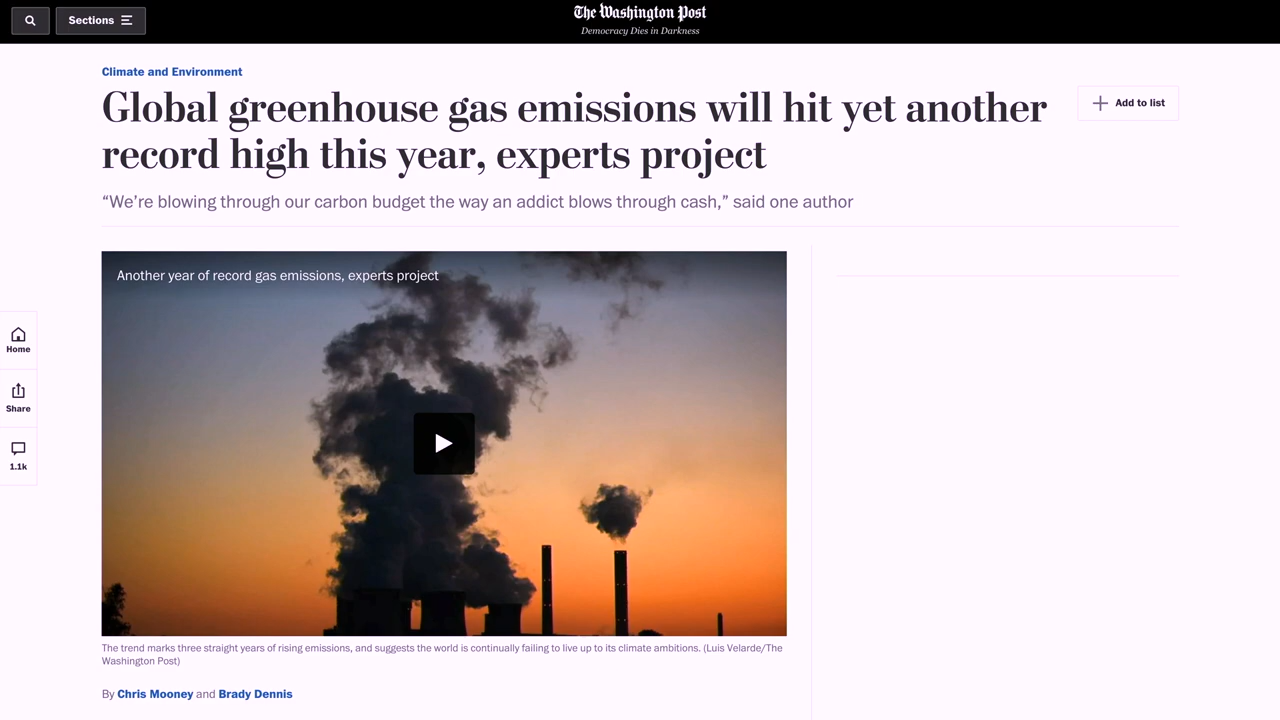 Sections
The Washington Post
Democracy Dies in Darkness
Climate and Environment
Global greenhouse gas emissions will hit yet another
record high this year, experts project
Add to list
“We’re blowing through our carbon budget the way an addict blows through cash,” said one author
Another year of record gas emissions, experts project
Home
Share
1.1k
The trend marks three straight years of rising emissions, and suggests the world is continually failing to live up to its climate ambitions. (Luis Velarde/The
Washington Post)
By Chris Mooney and Brady Dennis